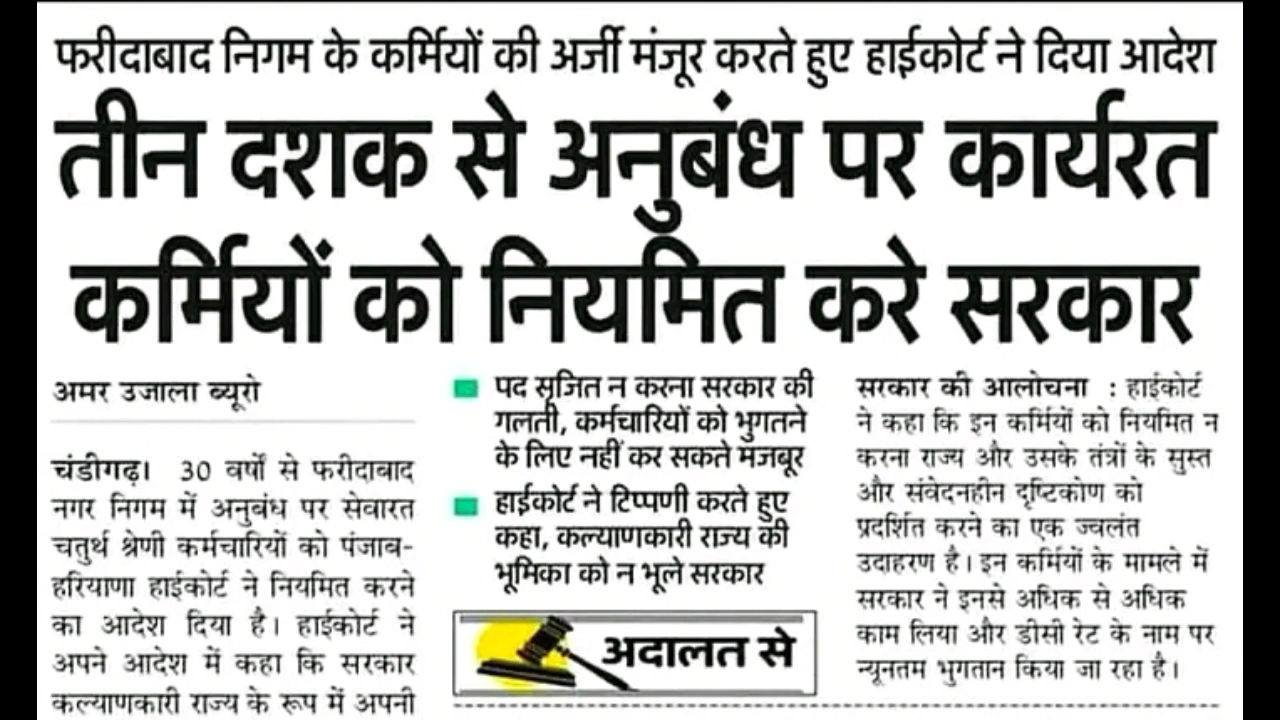 फरीदाबाद निगम के कर्मियों की अर्जी मंजूर करते हुए हाईकोर्ट ने दिया आदेश
तीन दशक से अनुबंध पर कार्यरत
कर्मियों को नियमित करे सरकार
अमर उजाला ब्यूरो
चंडीगढ़। 30 वर्षों से फरीदाबाद
नगर निगम में अनुबंध पर सेवारत
चतुर्थ श्रेणी कर्मचारियों को पंजाब-
हरियाणा हाईकोर्ट ने नियमित करने
का आदेश दिया है। हाईकोर्ट ने
अपने आदेश में कहा कि सरकार
कल्याणकारी राज्य के रूप में अपनी
पद सृजित न करना सरकार की
गलती, कर्मचारियों को भुगतने
के लिए नहीं कर सकते मजबूर
हाईकोर्ट ने टिप्पणी करते हुए
कहा, कल्याणकारी राज्य की
भूमिका को न भूले सरकार
अदालत से
सरकार की आलोचना : हाईकोर्ट
ने कहा कि इन कर्मियों को नियमित न
करना राज्य और उसके तंत्रों के सुस्त
और संवेदनहीन दृष्टिकोण को
प्रदर्शित करने का एक ज्वलंत
उदाहरण है। इन कर्मियों के मामले में
सरकार ने इनसे अधिक से अधिक
काम लिया और डीसी रेट के नाम पर
न्यूनतम भुगतान किया जा रहा है।